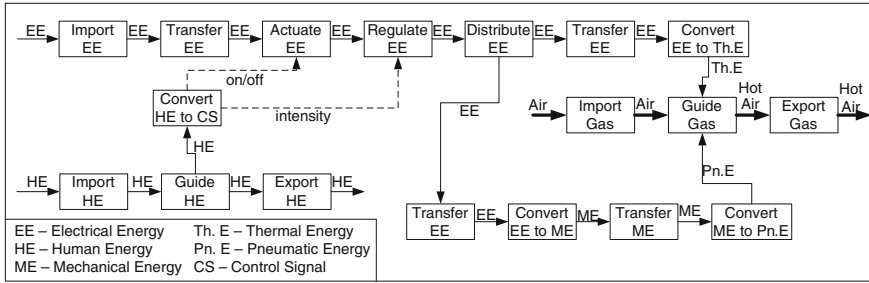 EE
Import
EE
EE
Transfer
EE
EE
Actuate
EE
EE
Regulate
EE
EE
Distribute
EE
EE
Transfer
EE
EE
Convert
EE to Th.E
on/off
Th.E
Convert
HE to CS
intensity
EE
Air
Import
Gas
Air
Guide
Gas
Hot
Air
Export
Gas
Hot
Air
HE
HE
Import
HE
HE
Guide
HE
HE
Export
HE
HE
Pn.E
Transfer
EE
EE
Convert
EE to ME
ME
Transfer
ME
ME
Convert
ME to Pn.E
EE – Electrical Energy
Th. E – Thermal Energy
HE – Human Energy
Pn. E – Pneumatic Energy
ME – Mechanical Energy
CS – Control Signal